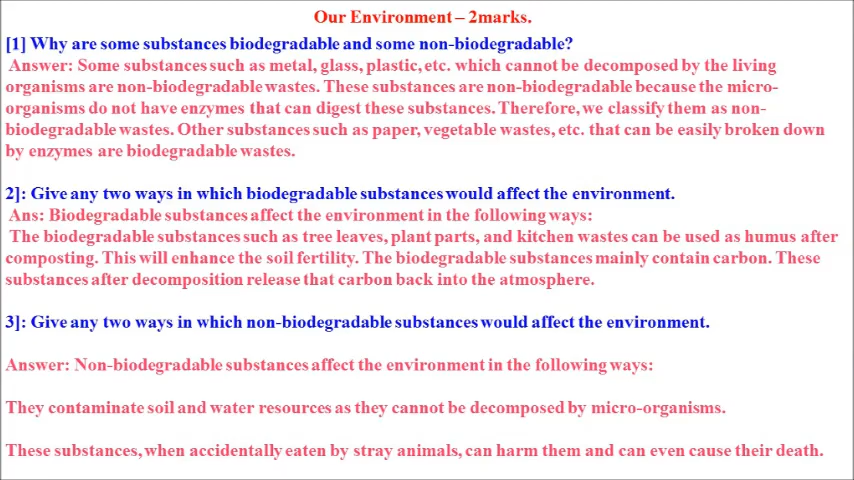 Our Environment – 2marks.
[1] Why are some substances biodegradable and some non-biodegradable?
Answer: Some substances such as metal, glass, plastic, etc. which cannot be decomposed by the living
organisms are non-biodegradable wastes. These substances are non-biodegradable because the micro-
organisms do not have enzymes that can digest these substances. Therefore, we classify them as non-
biodegradable wastes. Other substances such as paper, vegetable wastes, etc. that can be easily broken down
by enzymes are biodegradable wastes.
2]: Give any two ways in which biodegradable substances would affect the environment.
Ans: Biodegradable substances affect the environment in the following ways:
The biodegradable substances such as tree leaves, plant parts, and kitchen wastes can be used as humus after
composting. This will enhance the soil fertility. The biodegradable substances mainly contain carbon. These
substances after decomposition release that carbon back into the atmosphere.
3]: Give any two ways in which non-biodegradable substances would affect the environment.
Answer: Non-biodegradable substances affect the environment in the following ways:
They contaminate soil and water resources as they cannot be decomposed by micro-organisms.
These substances, when accidentally eaten by stray animals, can harm them and can even cause their death.